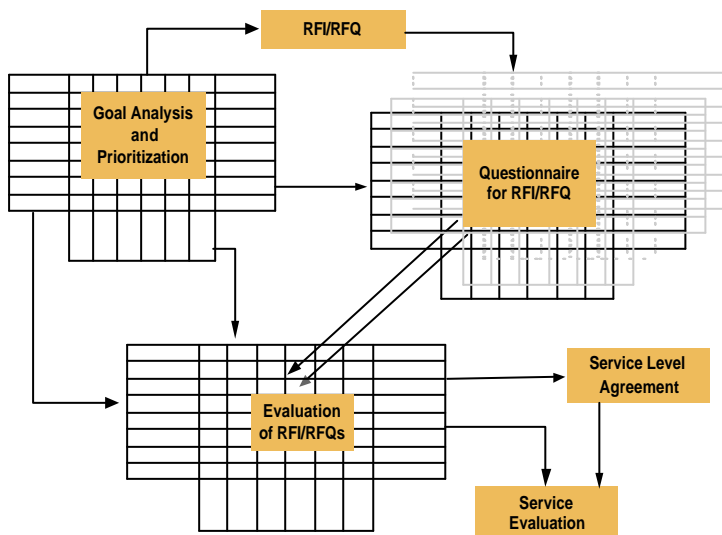 RFI/RFQ
Goal Analysis
and
Prioritization
Questionnaire
for RFI/RFQ
Evaluation
of RFI/RFQs
Service Level
Agreement
Service
Evaluation